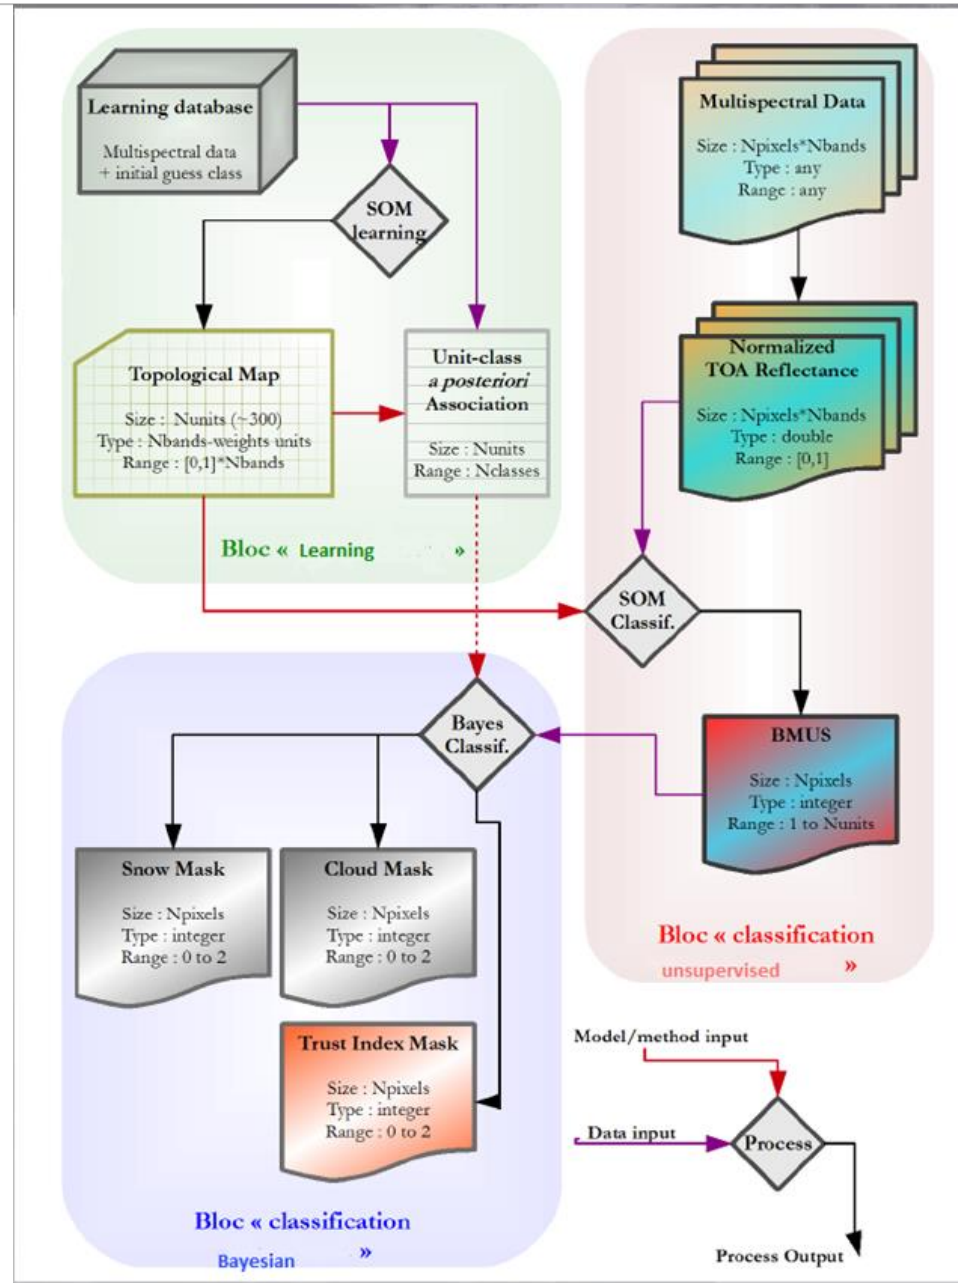 Learning database
Multispectral data
+ initial guess class
SOM
learning
Topological Map
Size : Nunits (~300)
Type : Nbands-weights units
Range : [0,1]*Nbands
Unit-class
a posteriori
Association
Size : Nunits
Range : Nclasses
Bloc « Learning »
Multispectral Data
Size : Npixels*Nbands
Type : any
Range : any
Normalized
TOA Reflectance
Size : Npixels*Nbands
Type : double
Range : [0,1]
SOM
Classif.
BMUS
Size : Npixels
Type : integer
Range : 1 to Nunits
Bloc « classification
unsupervised »
Bayes
Classif.
Snow Mask
Size : Npixels
Type : integer
Range : 0 to 2
Cloud Mask
Size : Npixels
Type : integer
Range : 0 to 2
Trust Index Mask
Size : Npixels
Type : integer
Range : 0 to 2
Bloc « classification
Bayesian »
Model/method input
Data input
Process
Process Output